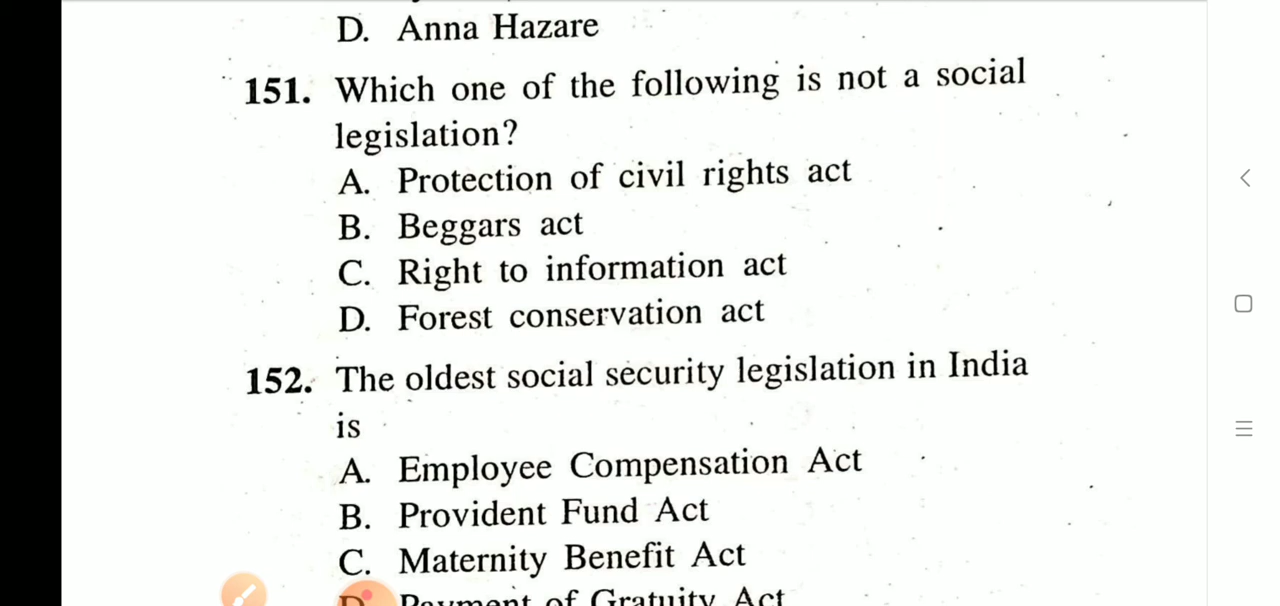 D. Anna Hazare
151. Which one of the following is not a social
legislation?
A. Protection of civil rights act
B. Beggars act
C. Right to information act
D. Forest conservation act
152. The oldest social security legislation in India
is
A. Employee Compensation Act
B. Provident Fund Act
C. Maternity Benefit Act
D. Payment of Gratuity Act